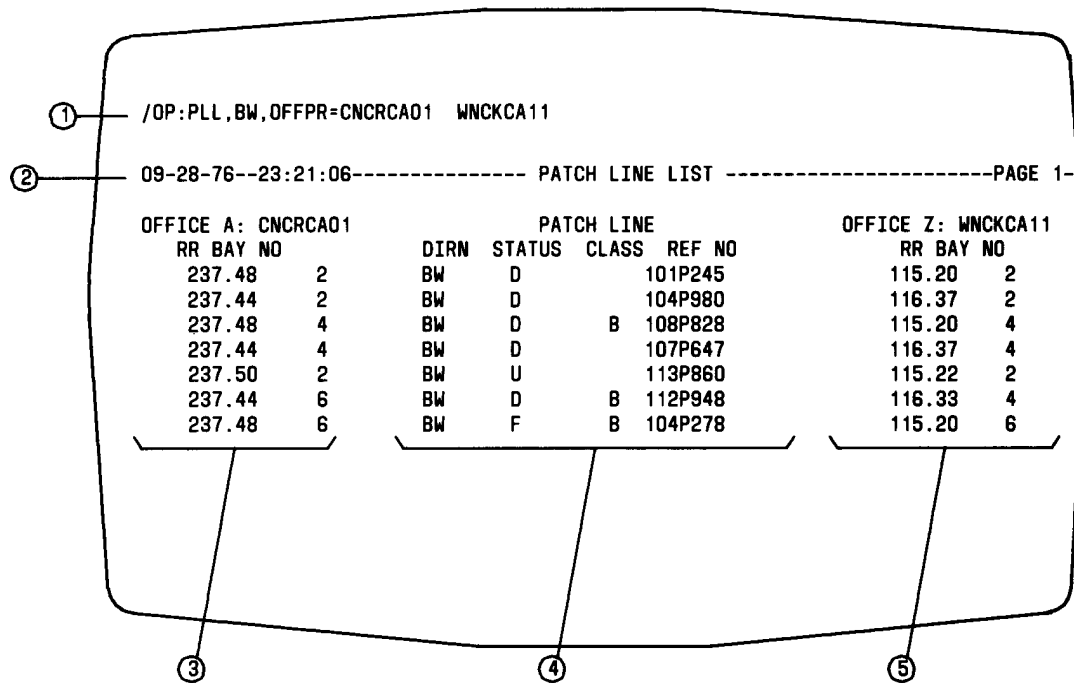 ① /OP:PLL,BW,OFFPR=CNCRCA01 WNCKCA11
② 09-28-76--23:21:06--------------- PATCH LINE LIST -----------------------PAGE 1-
OFFICE A: CNCRCA01 PATCH LINE OFFICE Z: WNCKCA11
RR BAY NO DIRN STATUS CLASS REF NO RR BAY NO
237.48 2 BW D 101P245 115.20 2
237.44 2 BW D 104P980 116.37 2
237.48 4 BW D B 108P828 115.20 4
237.44 4 BW D 107P647 116.37 4
237.50 2 BW U 113P860 115.22 2
237.44 6 BW D B 112P948 116.33 4
237.48 6 BW F B 104P278 115.20 6
③ ④ ⑤